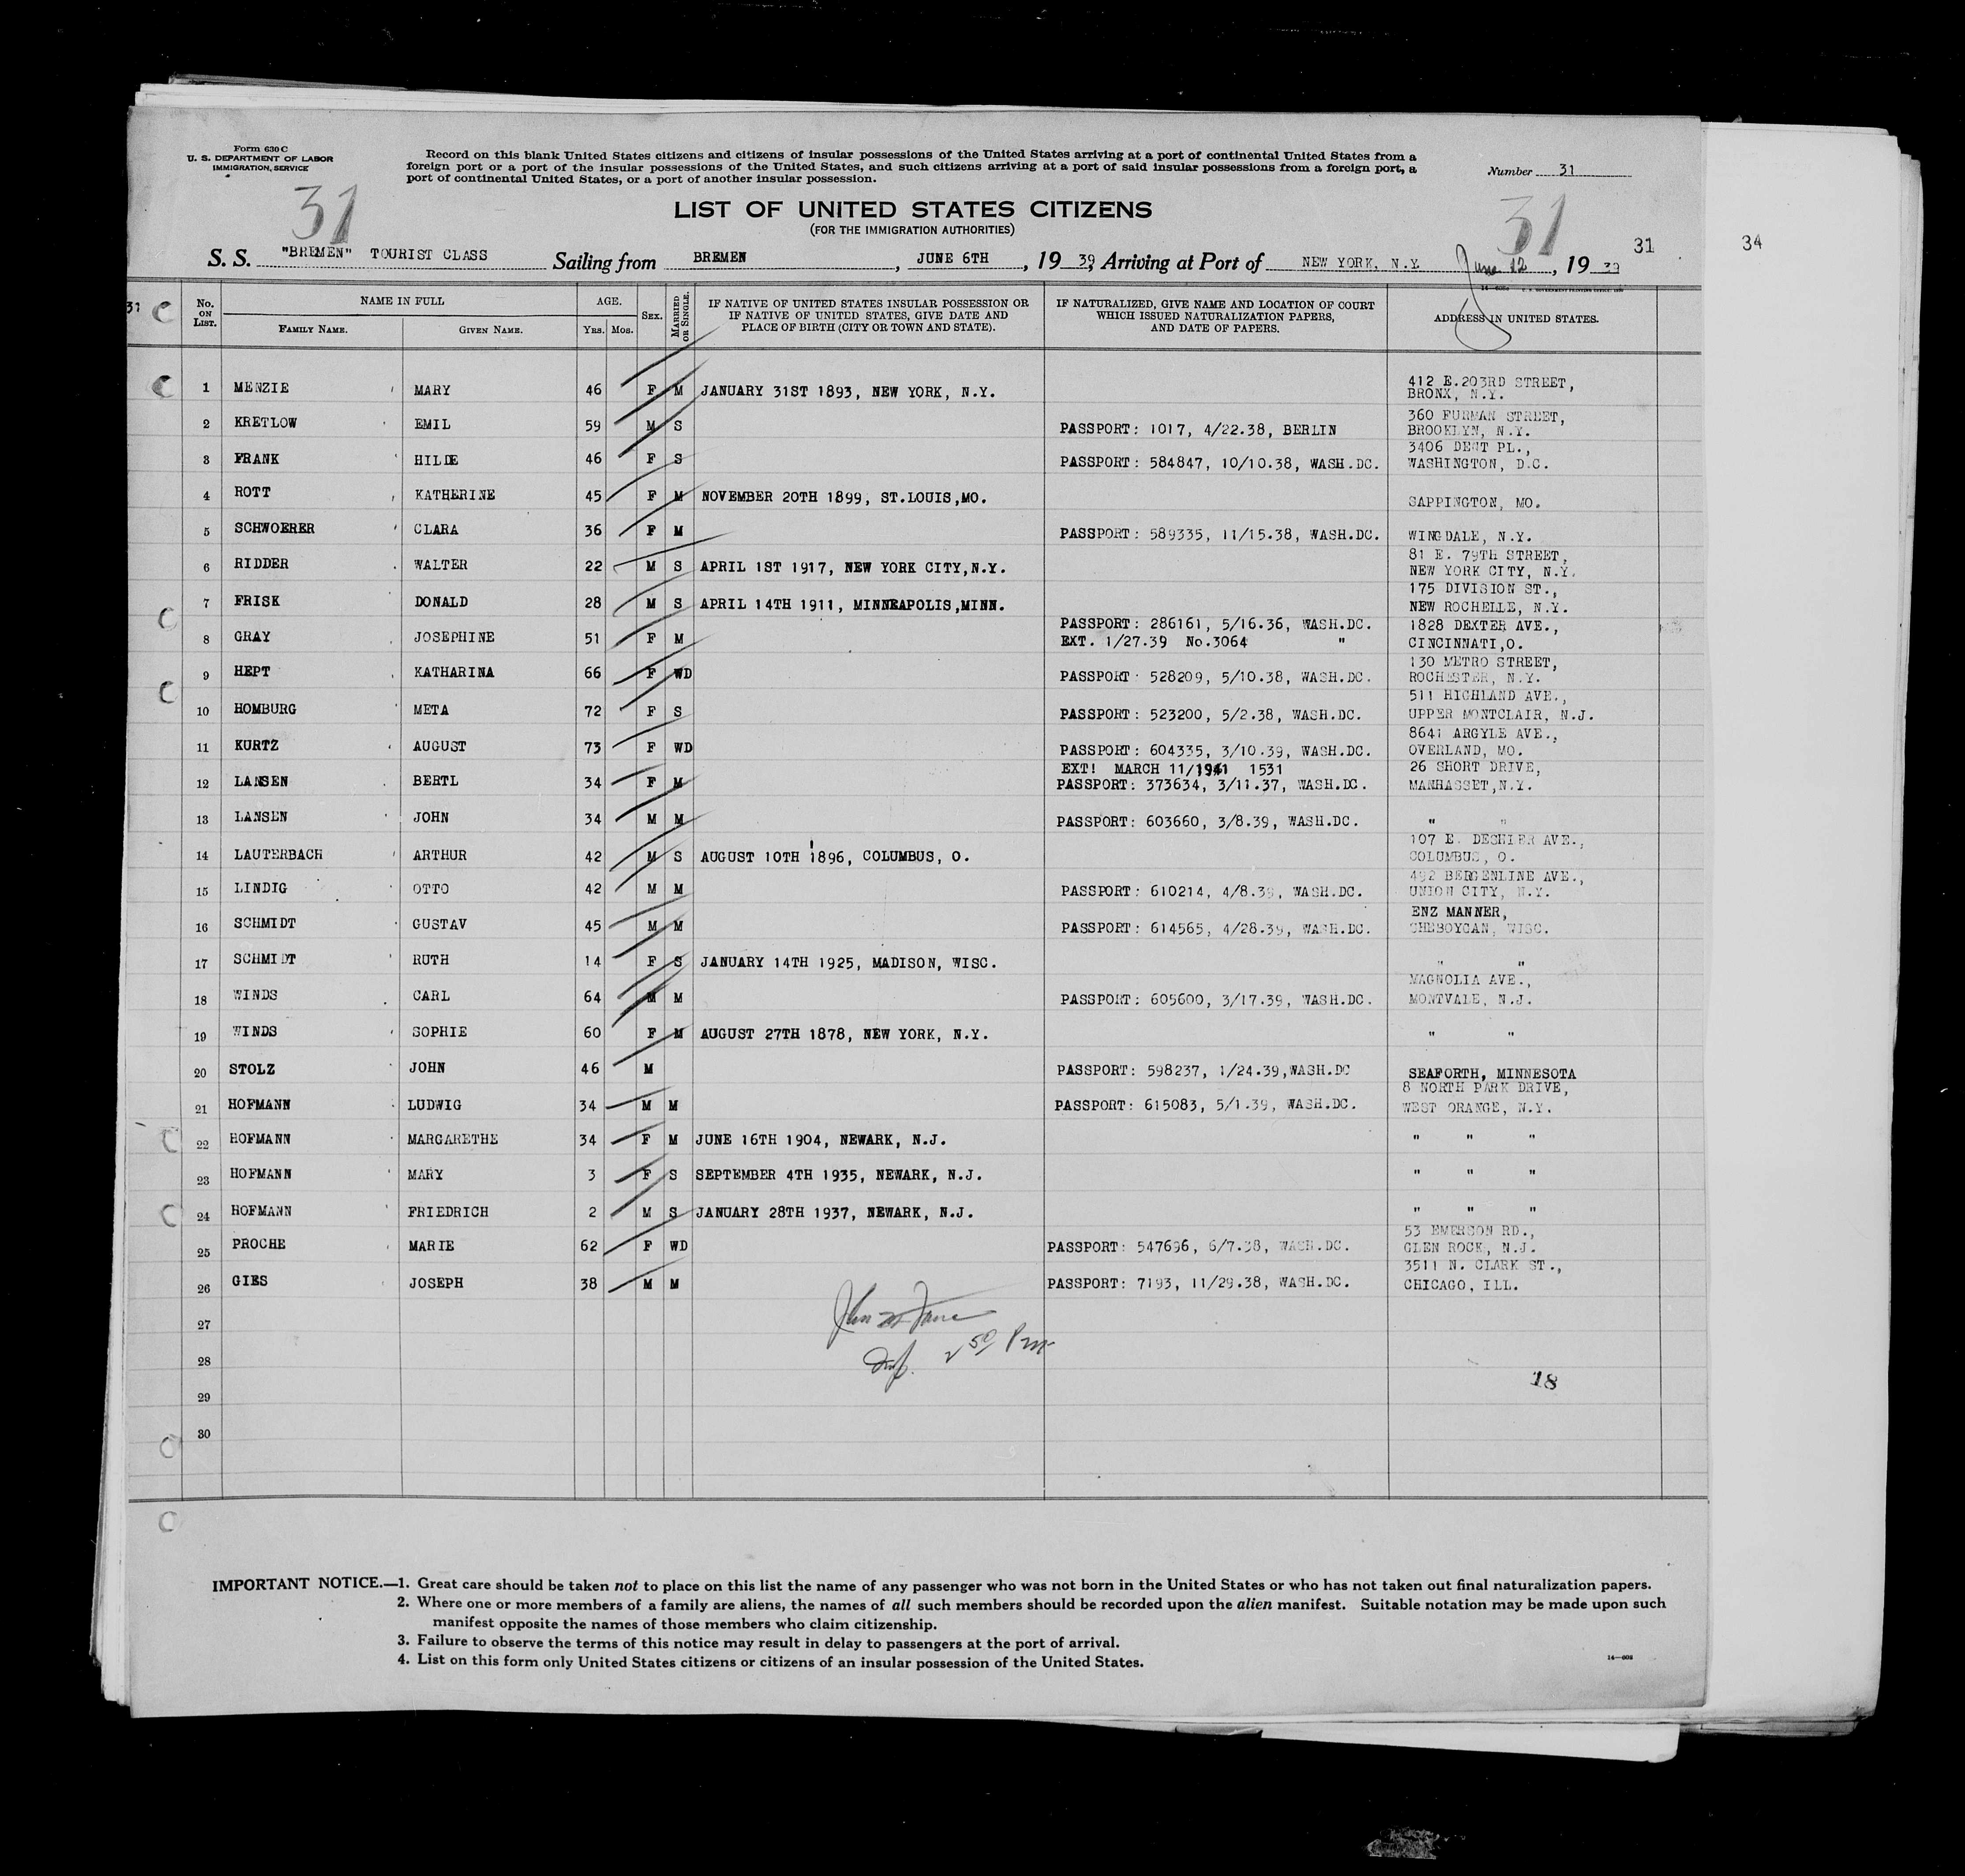 Form 630 C
U. S. DEPARTMENT OF LABOR
IMMIGRATION SERVICE
Record on this blank United States citizens and citizens of insular possessions of the United States arriving at a port of continental United States from a
foreign port or a port of the insular possessions of the United States, and such citizens arriving at a port of said insular possessions from a foreign port, a
port of continental United States, or a port of another insular possession.
Number 31
31
31
LIST OF UNITED STATES CITIZENS
(FOR THE IMMIGRATION AUTHORITIES)
31
34
S. S. "BREMEN" TOURIST CLASS Sailing from BREMEN, JUNE 6TH, 19 39, Arriving at Port of NEW YORK, N.Y. June 12, 19 39
31
No. ON LIST. NAME IN FULL FAMILY NAME. GIVEN NAME. AGE. Yrs. Mos. SEX. MARRIED OR SINGLE. IF NATIVE OF UNITED STATES INSULAR POSSESSION OR IF NATIVE OF UNITED STATES, GIVE DATE AND PLACE OF BIRTH (CITY OR TOWN AND STATE). IF NATURALIZED, GIVE NAME AND LOCATION OF COURT WHICH ISSUED NATURALIZATION PAPERS, AND DATE OF PAPERS. ADDRESS IN UNITED STATES.
1 MENZIE MARY 46 F M JANUARY 31ST 1893, NEW YORK, N.Y. 412 E.203RD STREET, BRONX, N.Y.
2 KRETLOW EMIL 59 M S PASSPORT: 1017, 4/22.38, BERLIN 360 FURMAN STREET, BROOKLYN, N.Y.
3 FRANK HILDE 46 F S PASSPORT: 584847, 10/10.38, WASH.DC. 3406 DENT PL., WASHINGTON, D.C.
4 ROTT KATHERINE 45 F M NOVEMBER 20TH 1899, ST.LOUIS,MO. SAPPINGTON, MO.
5 SCHWOERER CLARA 36 F M PASSPORT: 589335, 11/15.38, WASH.DC. WINGDALE, N.Y.
6 RIDDER WALTER 22 M S APRIL 1ST 1917, NEW YORK CITY,N.Y. 81 E. 79TH STREET, NEW YORK CITY, N.Y.
7 FRISK DONALD 28 M S APRIL 14TH 1911, MINNEAPOLIS,MINN. 175 DIVISION ST., NEW ROCHELLE, N.Y.
8 GRAY JOSEPHINE 51 F M PASSPORT: 286161, 5/16.36, WASH.DC. EXT. 1/27.39 No.3064 " 1828 DEXTER AVE., CINCINNATI,O.
9 HEPT KATHARINA 66 F WD PASSPORT: 528209, 5/10.38, WASH.DC. 130 METRO STREET, ROCHESTER, N.Y.
10 HOMBURG META 72 F S PASSPORT: 523200, 5/2.38, WASH.DC. 511 HIGHLAND AVE., UPPER MONTCLAIR, N.J.
11 KURTZ AUGUST 73 F WD PASSPORT: 604335, 3/10.39, WASH.DC. 8641 ARGYLE AVE., OVERLAND, MO.
12 LANSEN BERTL 34 F M EXT! MARCH 11/1941 1531 PASSPORT: 373634, 3/11.37, WASH.DC. 26 SHORT DRIVE, MANHASSET,N.Y.
13 LANSEN JOHN 34 M M PASSPORT: 603660, 3/8.39, WASH.DC. " "
14 LAUTERBACH ARTHUR 42 M S AUGUST 10TH 1896, COLUMBUS, O. 107 E. DESHLER AVE., COLUMBUS, O.
15 LINDIG OTTO 42 M M PASSPORT: 610214, 4/8.39, WASH.DC. 492 BERGENLINE AVE., UNION CITY, N.Y.
16 SCHMIDT GUSTAV 45 M M PASSPORT: 614565, 4/28.39, WASH.DC. ENZ MANNER, CHEBOYGAN, WISC.
17 SCHMIDT RUTH 14 F S JANUARY 14TH 1925, MADISON, WISC. " "
18 WINDS CARL 64 M M PASSPORT: 605600, 3/17.39, WASH.DC. MAGNOLIA AVE., MONTVALE, N.J.
19 WINDS SOPHIE 60 F M AUGUST 27TH 1878, NEW YORK, N.Y. " "
20 STOLZ JOHN 46 M PASSPORT: 598237, 1/24.39,WASH.DC SEAFORTH, MINNESOTA
21 HOFMANN LUDWIG 34 M M PASSPORT: 615083, 5/1.39, WASH.DC. 8 NORTH PARK DRIVE, WEST ORANGE, N.Y.
22 HOFMANN MARGARETHE 34 F M JUNE 16TH 1904, NEWARK, N.J. " " "
23 HOFMANN MARY 3 F S SEPTEMBER 4TH 1935, NEWARK, N.J. " " "
24 HOFMANN FRIEDRICH 2 M S JANUARY 28TH 1937, NEWARK, N.J. " " "
25 PROCHE MARIE 62 F WD PASSPORT: 547696, 6/7.38, WASH.DC. 53 EMERSON RD., GLEN ROCK, N.J.
26 GIES JOSEPH 38 M M PASSPORT: 7193, 11/29.38, WASH.DC. 3511 N. CLARK ST., CHICAGO, ILL.
27
28
18
29
30
IMPORTANT NOTICE.—1. Great care should be taken not to place on this list the name of any passenger who was not born in the United States or who has not taken out final naturalization papers.
2. Where one or more members of a family are aliens, the names of all such members should be recorded upon the alien manifest. Suitable notation may be made upon such
manifest opposite the names of those members who claim citizenship.
3. Failure to observe the terms of this notice may result in delay to passengers at the port of arrival.
4. List on this form only United States citizens or citizens of an insular possession of the United States.
14—605